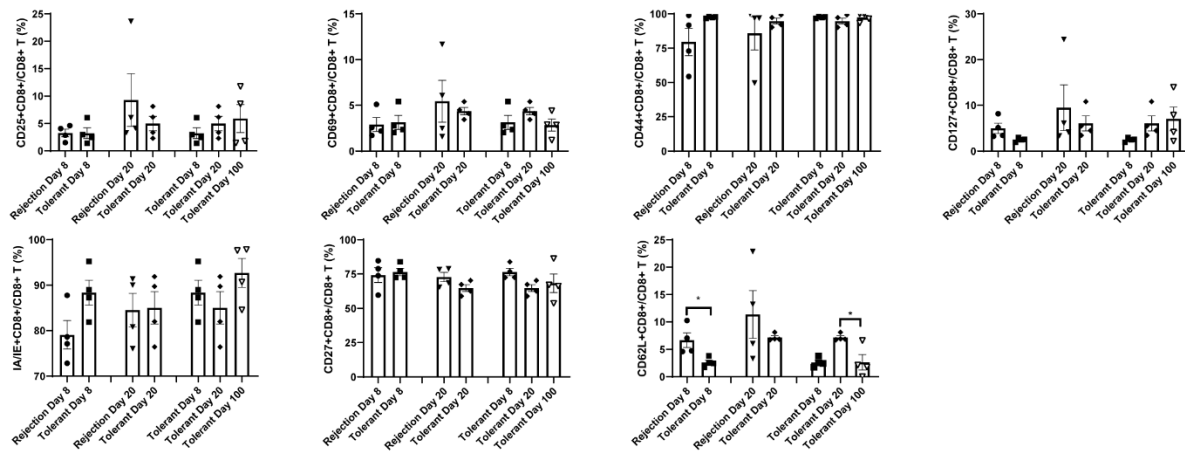 CD25+CD8+/CD8+ T (%)
25
20
15
10
5
0
Rejection Day 8
Tolerant Day 8
Rejection Day 20
Tolerant Day 20
Tolerant Day 8
Tolerant Day 20
Tolerant Day 100
CD69+CD8+/CD8+ T (%)
15
10
5
0
Rejection Day 8
Tolerant Day 8
Rejection Day 20
Tolerant Day 20
Tolerant Day 8
Tolerant Day 20
Tolerant Day 100
CD44+CD8+/CD8+ T (%)
100
75
50
25
0
Rejection Day 8
Tolerant Day 8
Rejection Day 20
Tolerant Day 20
Tolerant Day 8
Tolerant Day 20
Tolerant Day 100
CD127+CD8+/CD8+ T (%)
30
20
10
0
Rejection Day 8
Tolerant Day 8
Rejection Day 20
Tolerant Day 20
Tolerant Day 8
Tolerant Day 20
Tolerant Day 100
IA/IE+CD8+/CD8+ T (%)
100
90
80
70
Rejection Day 8
Tolerant Day 8
Rejection Day 20
Tolerant Day 20
Tolerant Day 8
Tolerant Day 20
Tolerant Day 100
CD27+CD8+/CD8+ T (%)
100
75
50
25
0
Rejection Day 8
Tolerant Day 8
Rejection Day 20
Tolerant Day 20
Tolerant Day 8
Tolerant Day 20
Tolerant Day 100
CD62L+CD8+/CD8+ T (%)
25
20
15
10
5
0
*
*
Rejection Day 8
Tolerant Day 8
Rejection Day 20
Tolerant Day 20
Tolerant Day 8
Tolerant Day 20
Tolerant Day 100